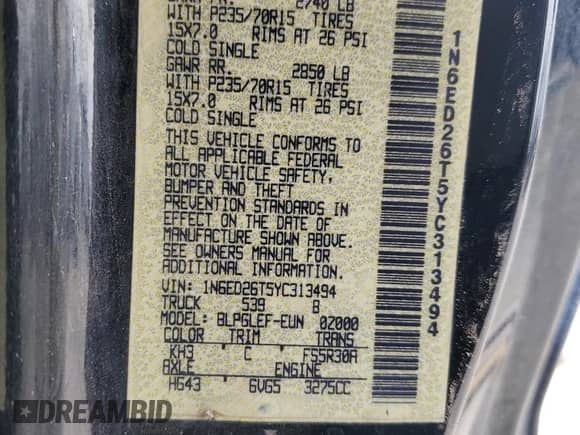 2740 LB
WITH P235/70R15 TIRES
15X7.0 RIMS AT 26 PSI
COLD SINGLE
GAWR RR. 2850 LB
WITH P235/70R15 TIRES
15X7.0 RIMS AT 26 PSI
COLD SINGLE
THIS VEHICLE CONFORMS TO
ALL APPLICABLE FEDERAL
MOTOR VEHICLE SAFETY,
BUMPER AND THEFT
PREVENTION STANDARDS IN
EFFECT ON THE DATE OF
MANUFACTURE SHOWN ABOVE.
SEE OWNERS MANUAL FOR
ADDITIONAL INFORMATION.
VIN: 1N6ED26T5YC313494
TRUCK 539 B
MODEL: BLPGLEF-EUN 02000
COLOR TRIM TRANS
KH3 C FS5R30A
AXLE ENGINE
HG43 6VG5 3275CC
1N6ED26T5YC313494
DREAMBID